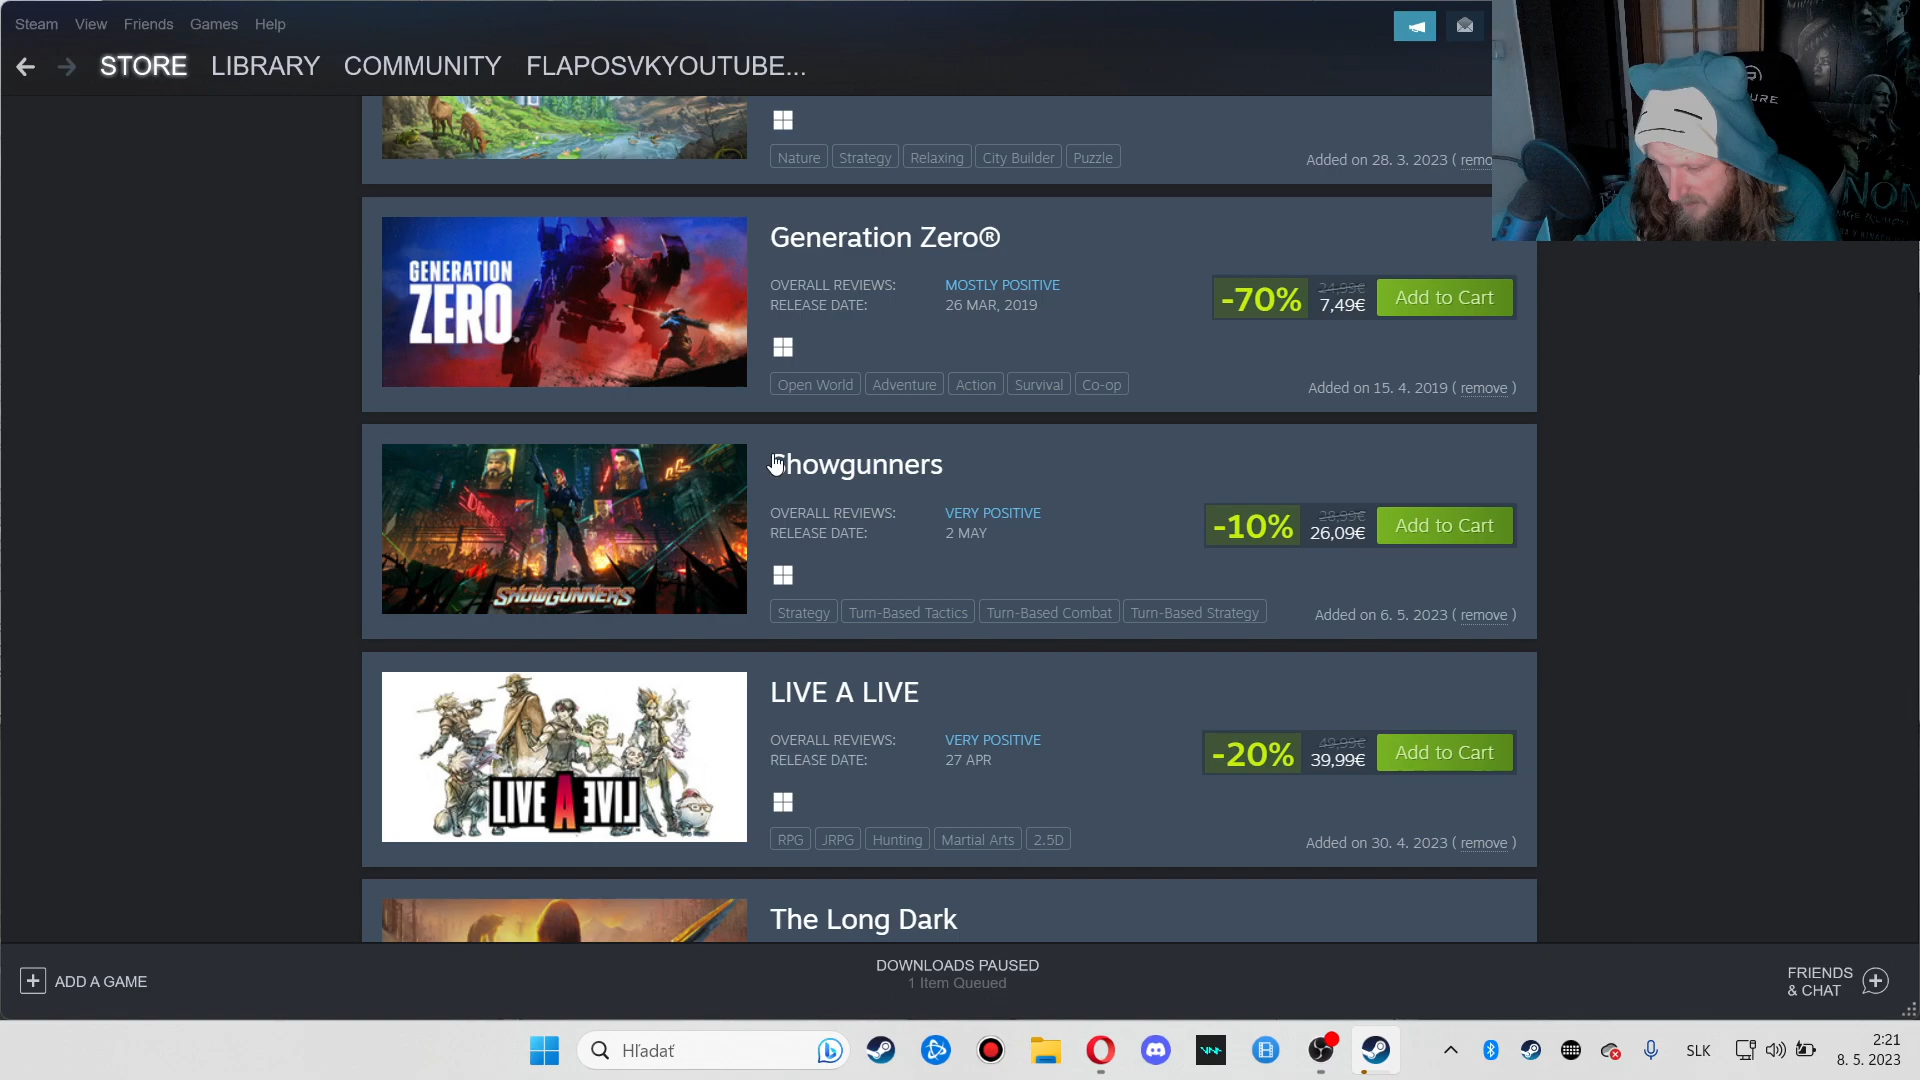 Steam View Friends Games Help
STORE LIBRARY COMMUNITY FLAPOSVKYOUTUBE...
Nature Strategy Relaxing City Builder Puzzle
Added on 28. 3. 2023 ( remo
GENERATION
ZERO
Generation Zero®
OVERALL REVIEWS: MOSTLY POSITIVE
RELEASE DATE: 26 MAR, 2019
-70% 24,99€ 7,49€ Add to Cart
Open World Adventure Action Survival Co-op
Added on 15. 4. 2019 ( remove )
SHOWGUNNERS
Showgunners
OVERALL REVIEWS: VERY POSITIVE
RELEASE DATE: 2 MAY
-10% 28,99€ 26,09€ Add to Cart
Strategy Turn-Based Tactics Turn-Based Combat Turn-Based Strategy
Added on 6. 5. 2023 ( remove )
LIVE A LIVE
LIVE A LIVE
OVERALL REVIEWS: VERY POSITIVE
RELEASE DATE: 27 APR
-20% 49,99€ 39,99€ Add to Cart
RPG JRPG Hunting Martial Arts 2.5D
Added on 30. 4. 2023 ( remove )
The Long Dark
ADD A GAME
DOWNLOADS PAUSED
1 Item Queued
FRIENDS
& CHAT
Hľadať
SLK
2:21
8. 5. 2023